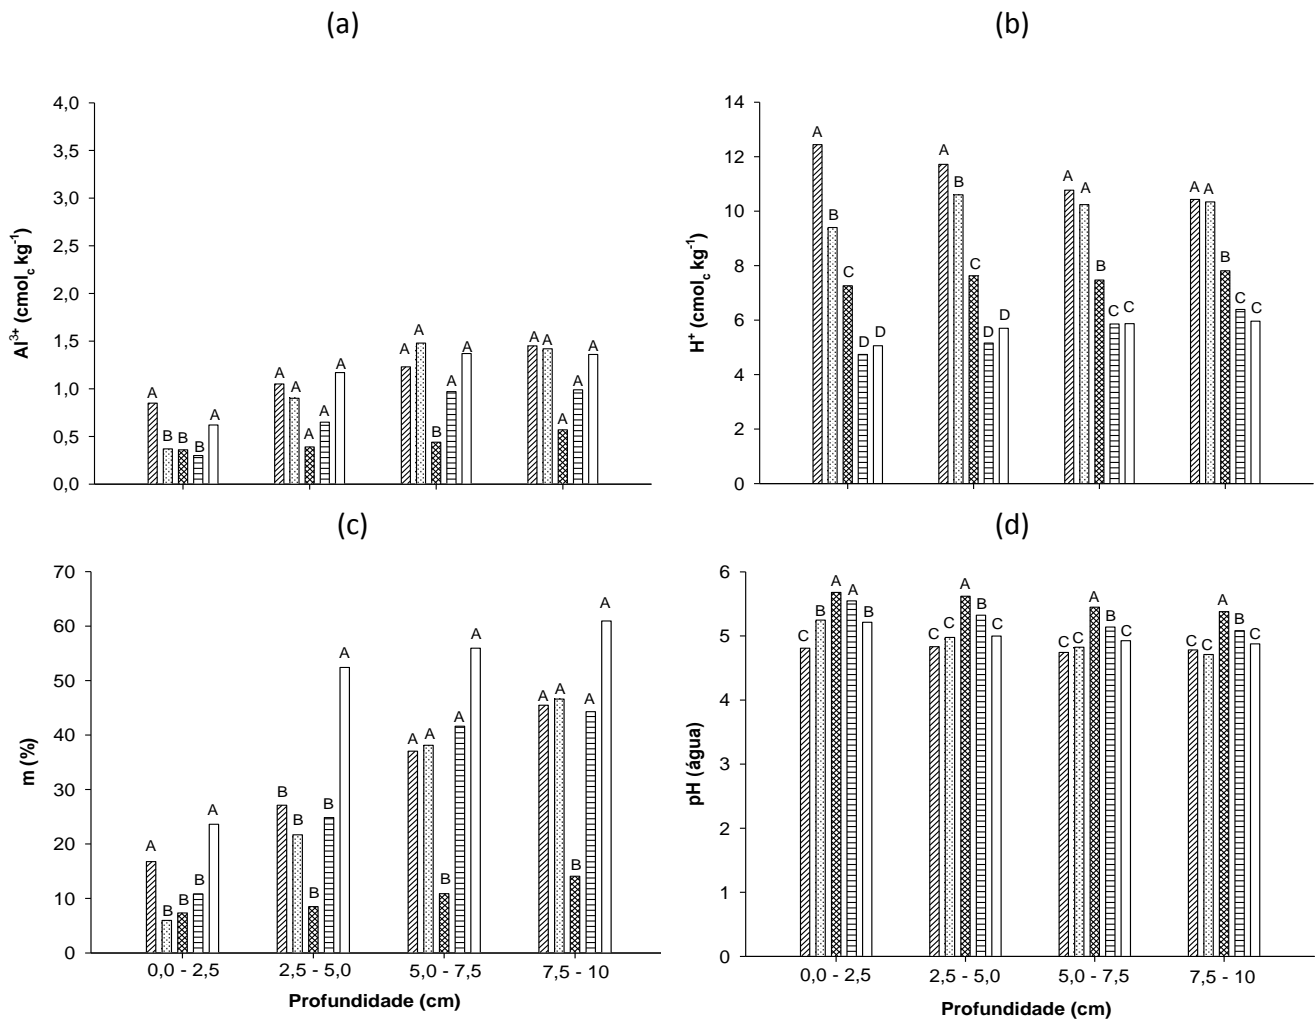 (a)
4,0
3,5
3,0
2,5
2,0
1,5
1,0
0,5
0,0
Al³⁺ (cmol_c kg⁻¹)
A B B B A
A A A A A
A A B A A
A A A A A
(b)
14
12
10
8
6
4
2
0
H⁺ (cmol_c kg⁻¹)
A B C D D
A B C D D
A A B C C
A A B C C
(c)
70
60
50
40
30
20
10
0
m (%)
A B B B A
B B B B A
A A B A A
A A B A A
0,0 - 2,5 2,5 - 5,0 5,0 - 7,5 7,5 - 10
Profundidade (cm)
(d)
6
5
4
3
2
1
0
pH (água)
C B A A B
C C A B C
C C A B C
C C A B C
0,0 - 2,5 2,5 - 5,0 5,0 - 7,5 7,5 - 10
Profundidade (cm)